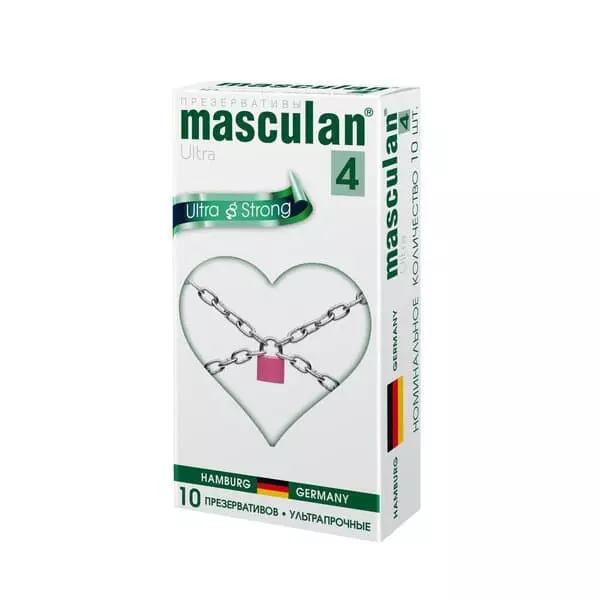 ПРЕЗЕРВАТИВЫ
masculan®
Ultra
4
Ultra & Strong
HAMBURG GERMANY
10 ПРЕЗЕРВАТИВОВ • УЛЬТРАПРОЧНЫЕ
masculan 4
Ultra
HAMBURG GERMANY
НОМИНАЛЬНОЕ КОЛИЧЕСТВО 10 ШТ.